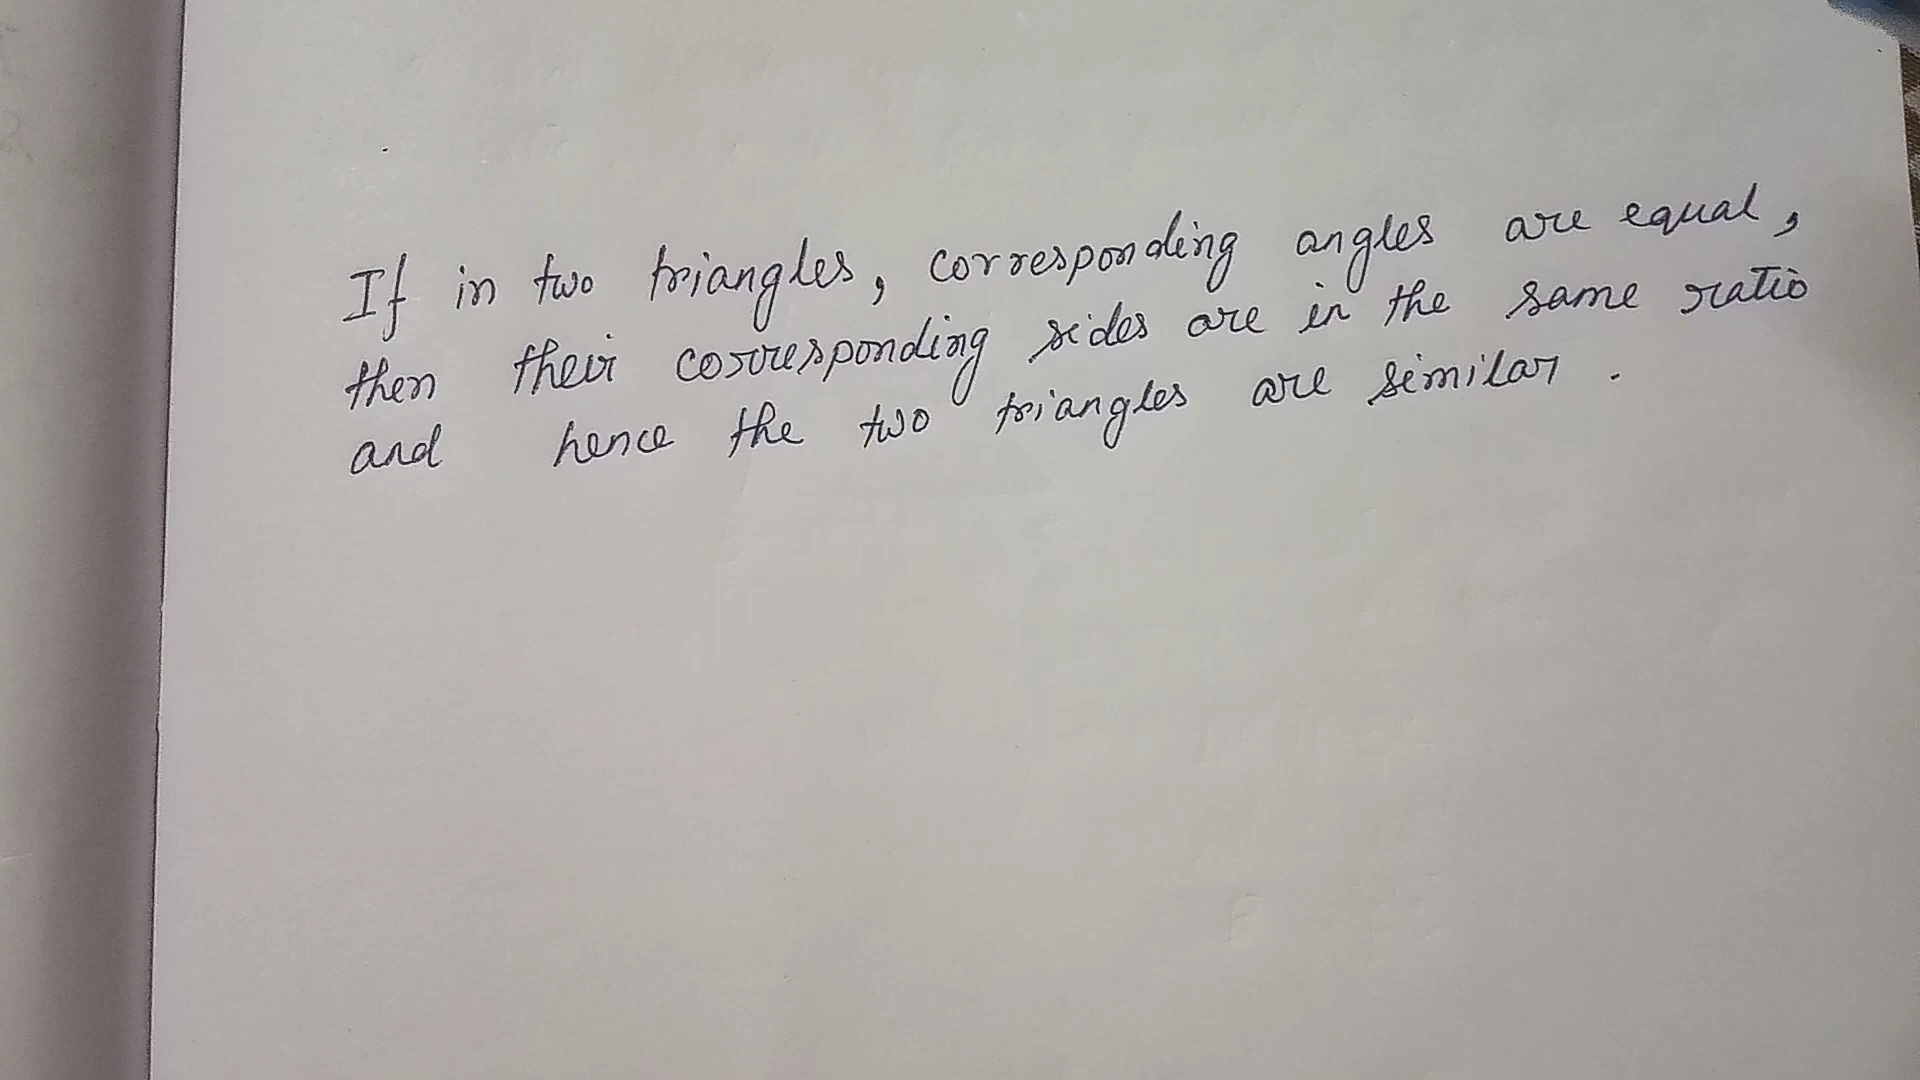 If in two triangles, corresponding angles are equal,
then their corresponding sides are in the same ratio
and hence the two triangles are similar.